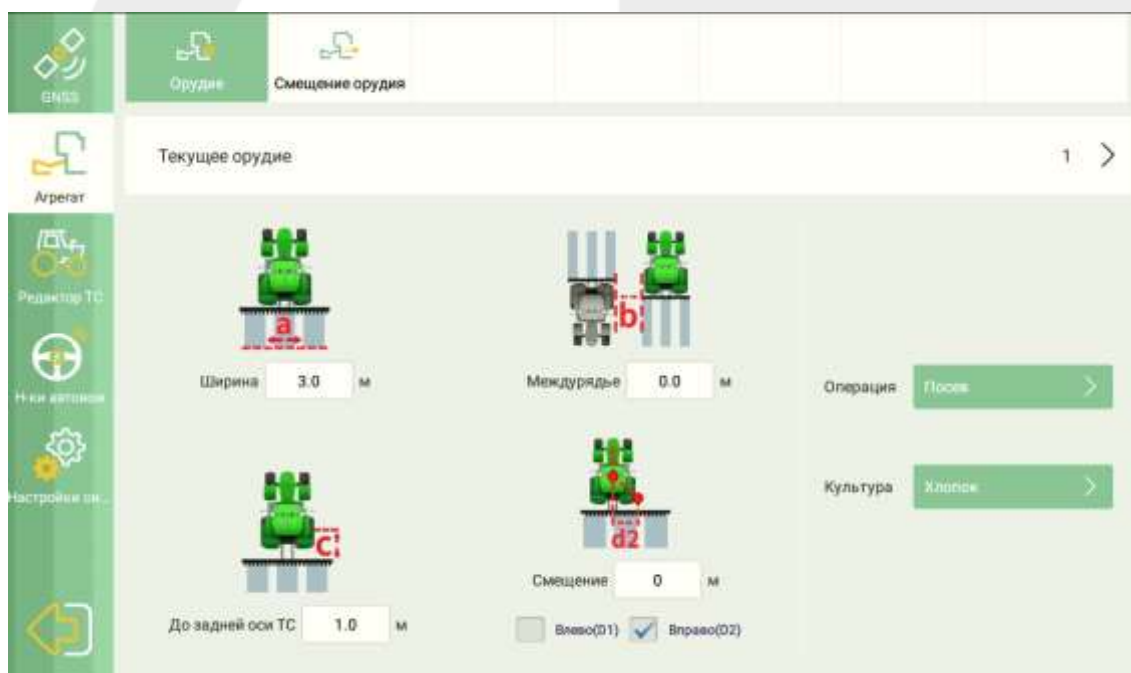 GNSS
Орудие
Смещение орудия
Агрегат
Текущее орудие
1
Редактор ТС
a
b
Ширина 3.0 м
Междурядье 0.0 м
Операция Посев
Культура Хлопок
c
d2
Смещение 0 м
До задней оси ТС 1.0 м
Влево(D1) Вправо(D2)